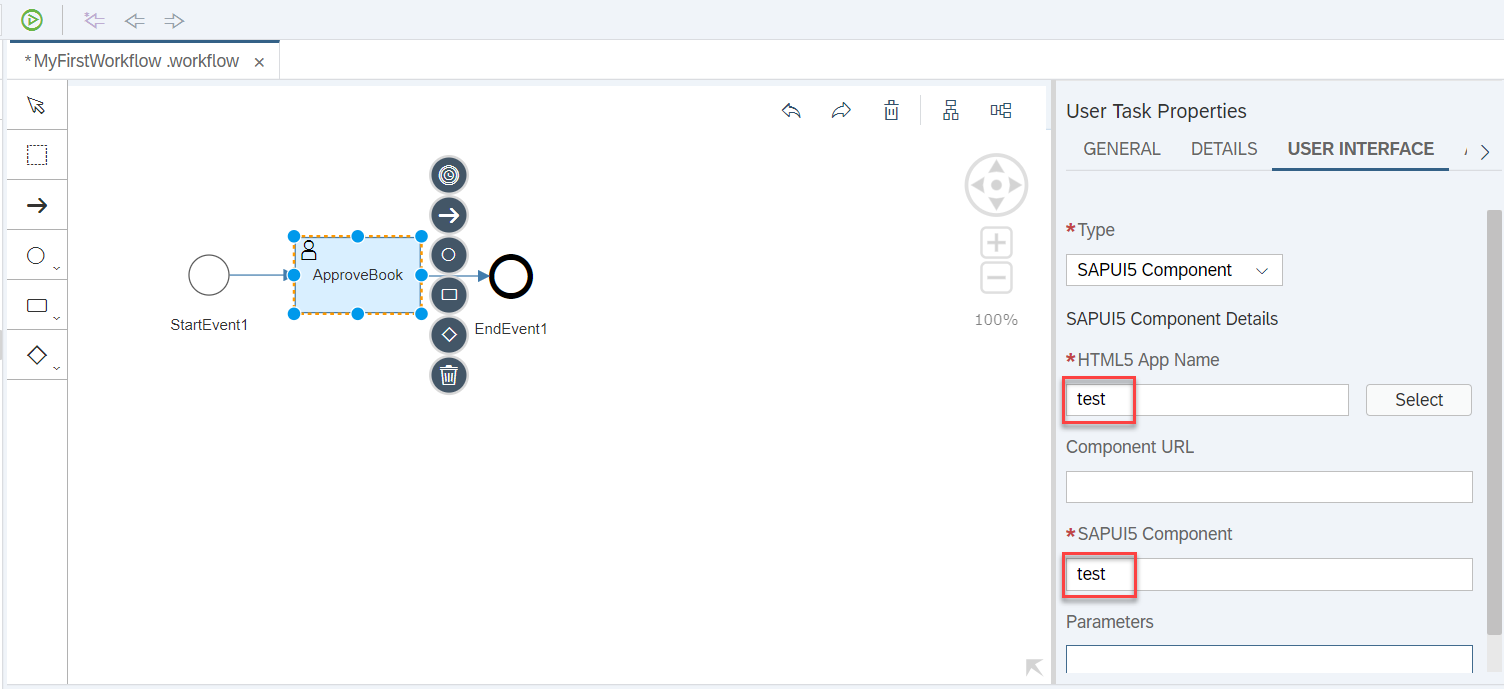 *MyFirstWorkflow .workflow ×
User Task Properties
GENERAL DETAILS USER INTERFACE
*Type
SAPUI5 Component
SAPUI5 Component Details
*HTML5 App Name
test
Select
Component URL
*SAPUI5 Component
test
Parameters
ApproveBook
StartEvent1
EndEvent1
100%